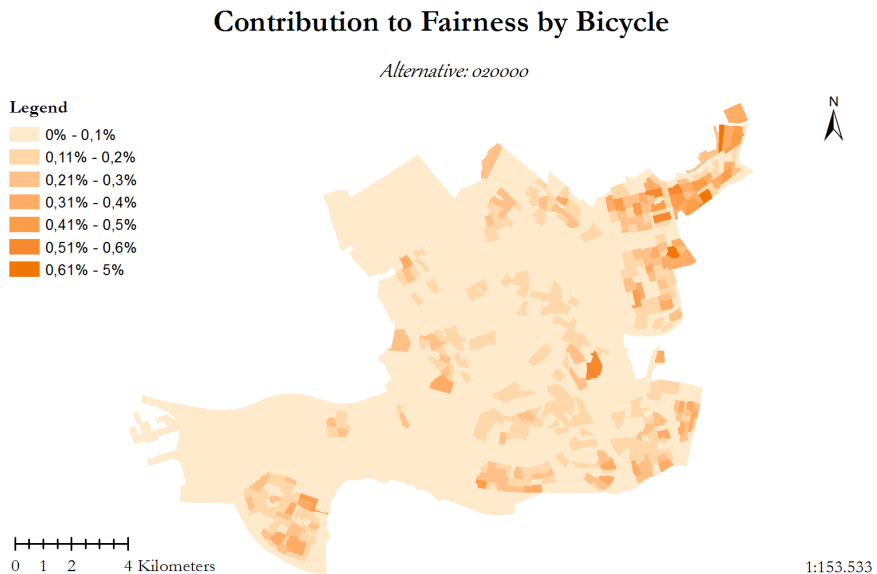 Contribution to Fairness by Bicycle
Alternative: 020000
Legend
0% - 0,1%
0,11% - 0,2%
0,21% - 0,3%
0,31% - 0,4%
0,41% - 0,5%
0,51% - 0,6%
0,61% - 5%
N
0 1 2 4 Kilometers
1:153.533